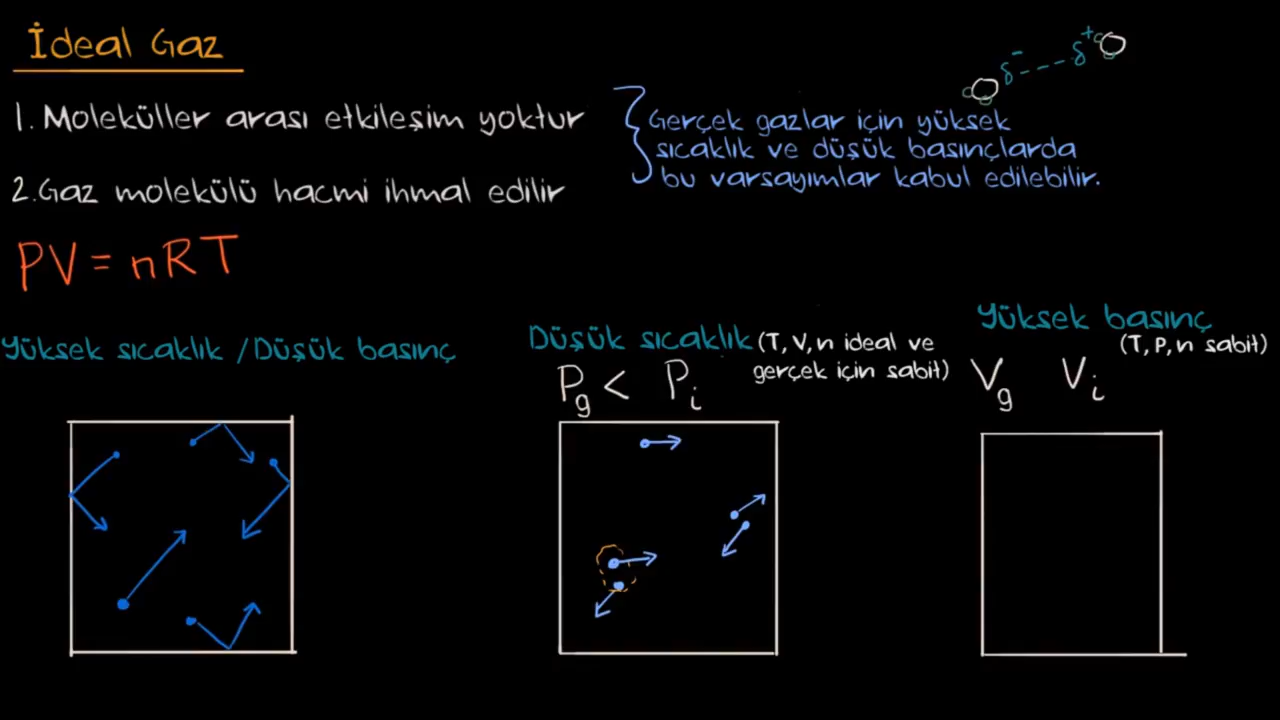 İdeal Gaz
1. Moleküller arası etkileşim yoktur
2. Gaz molekülü hacmi ihmal edilir
δ⁻ --- δ⁺
Gerçek gazlar için yüksek
sıcaklık ve düşük basınçlarda
bu varsayımlar kabul edilebilir.
PV = nRT
Yüksek sıcaklık / Düşük basınç
Düşük sıcaklık (T, V, n ideal ve
gerçek için sabit)
Pg < Pi
Yüksek basınç
(T, P, n sabit)
Vg Vi